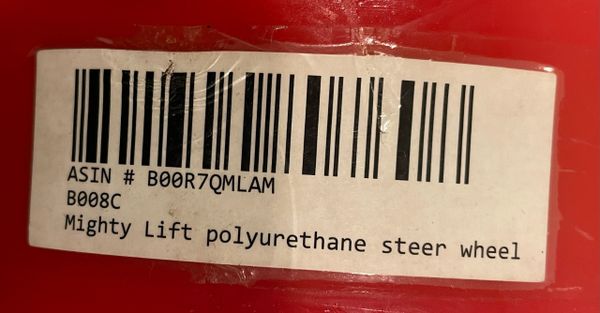 ASIN # B00R7QMLAM
B008C
Mighty Lift polyurethane steer wheel